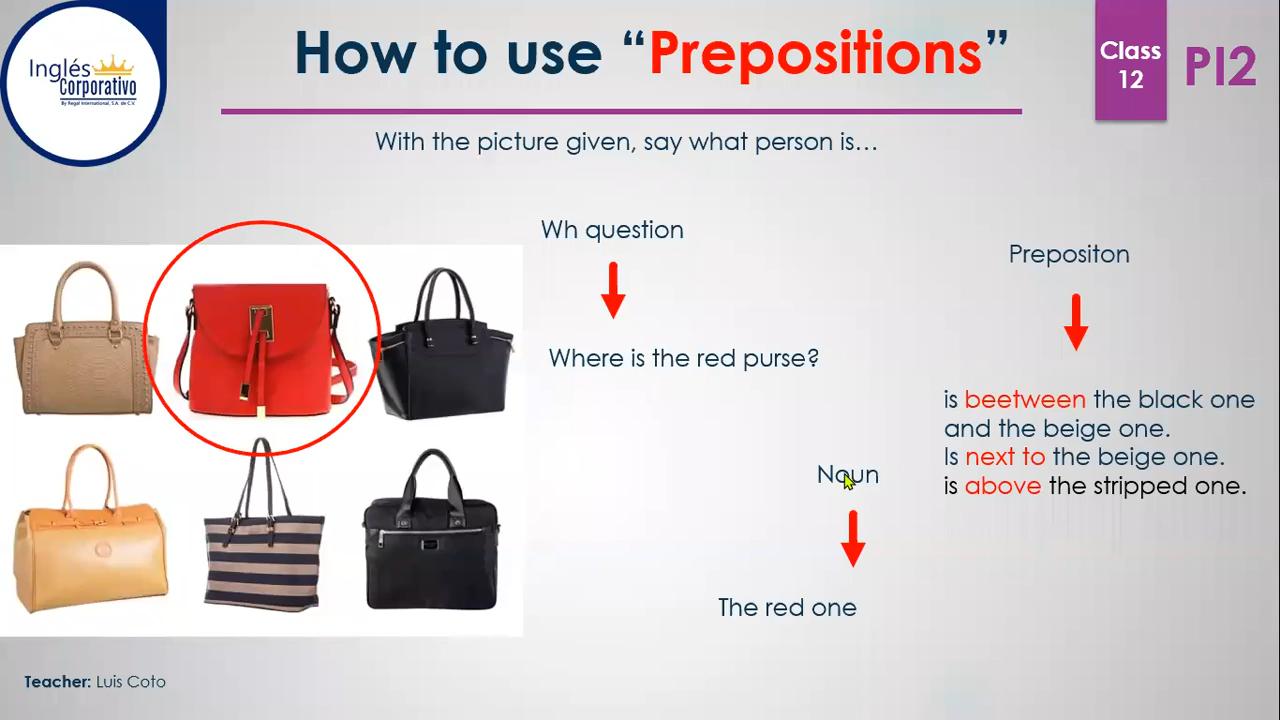 Inglés
Corporativo
By Regal International, S.A. de C.V.
How to use “Prepositions”
Class
12
PI2
With the picture given, say what person is…
Wh question
Prepositon
Where is the red purse?
is beetween the black one
and the beige one.
Is next to the beige one.
is above the stripped one.
Noun
The red one
Teacher: Luis Coto